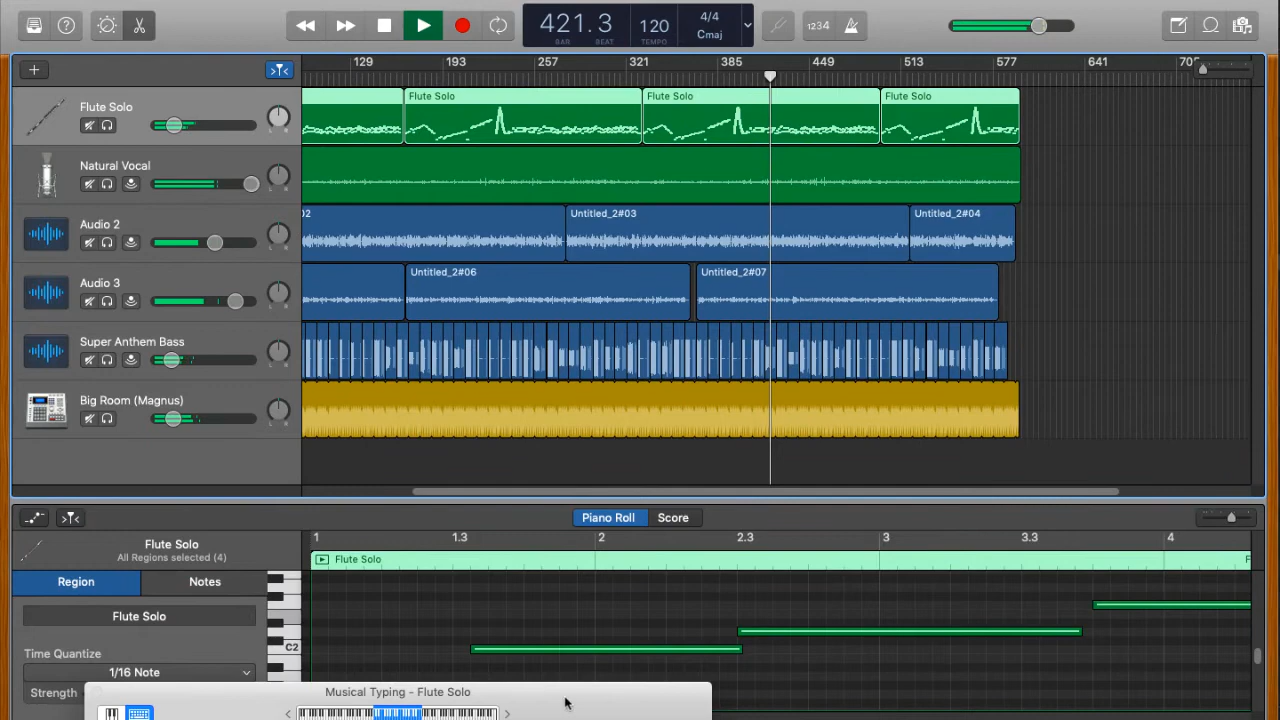 421.3
BAR BEAT
120
TEMPO
4/4
Cmaj
1234
129 193 257 321 385 449 513 577 641
Flute Solo
Flute Solo Flute Solo Flute Solo
Natural Vocal
Audio 2
02 Untitled_2#03 Untitled_2#04
Audio 3
Untitled_2#06 Untitled_2#07
Super Anthem Bass
Big Room (Magnus)
Piano Roll Score
Flute Solo
All Regions selected (4)
1 1.3 2 2.3 3 3.3 4
Flute Solo
Region Notes
Flute Solo
C2
Time Quantize
1/16 Note
Strength
Musical Typing - Flute Solo